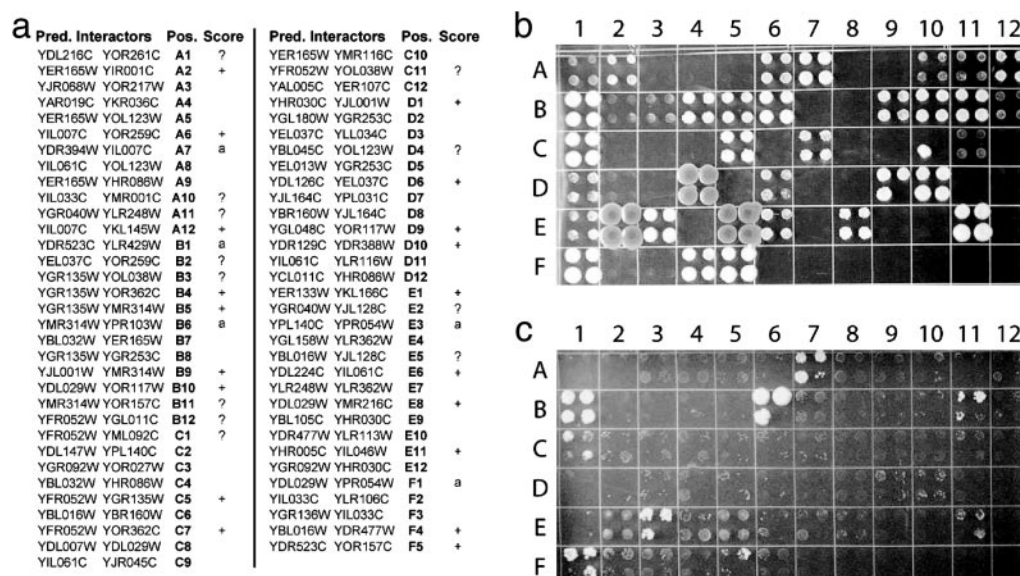 a
Pred. Interactors Pos. Score
YDL216C YOR261C A1 ?
YER165W YIR001C A2 +
YJR068W YOR217W A3
YAR019C YKR036C A4
YER165W YOL123W A5
YIL007C YOR259C A6 +
YDR394W YIL007C A7 a
YIL061C YOL123W A8
YER165W YHR086W A9
YIL033C YMR001C A10 ?
YGR040W YLR248W A11 ?
YIL007C YKL145W A12 +
YDR523C YLR429W B1 a
YEL037C YOR259C B2 ?
YGR135W YOL038W B3 ?
YGR135W YOR362C B4 +
YGR135W YMR314W B5 +
YMR314W YPR103W B6 a
YBL032W YER165W B7
YGR135W YGR253C B8
YJL001W YMR314W B9 +
YDL029W YOR117W B10 +
YMR314W YOR157C B11 ?
YFR052W YGL011C B12 ?
YFR052W YML092C C1 ?
YDL147W YPL140C C2
YGR092W YOR027W C3
YBL032W YHR086W C4
YFR052W YGR135W C5 +
YBL016W YBR160W C6
YFR052W YOR362C C7 +
YDL007W YDL029W C8
YIL061C YJR045C C9
Pred. Interactors Pos. Score
YER165W YMR116C C10
YFR052W YOL038W C11 ?
YAL005C YER107C C12
YHR030C YJL001W D1 +
YGL180W YGR253C D2
YEL037C YLL034C D3
YBL045C YOL123W D4 ?
YEL013W YGR253C D5
YDL126C YEL037C D6 +
YJL164C YPL031C D7
YBR160W YJL164C D8
YGL048C YOR117W D9 +
YDR129C YDR388W D10 +
YIL061C YLR116W D11
YCL011C YHR086W D12
YER133W YKL166C E1 +
YGR040W YJL128C E2 ?
YPL140C YPR054W E3 a
YGL158W YLR362W E4
YBL016W YJL128C E5 ?
YDL224C YIL061C E6 +
YLR248W YLR362W E7
YDL029W YMR216C E8 +
YBL105C YHR030C E9
YDR477W YLR113W E10
YHR005C YIL046W E11 +
YGR092W YHR030C E12
YDL029W YPR054W F1 a
YIL033C YLR106C F2
YGR136W YIL033C F3
YBL016W YDR477W F4 +
YDR523C YOR157C F5 +
b
1 2 3 4 5 6 7 8 9 10 11 12
A
B
C
D
E
F
c
1 2 3 4 5 6 7 8 9 10 11 12
A
B
C
D
E
F